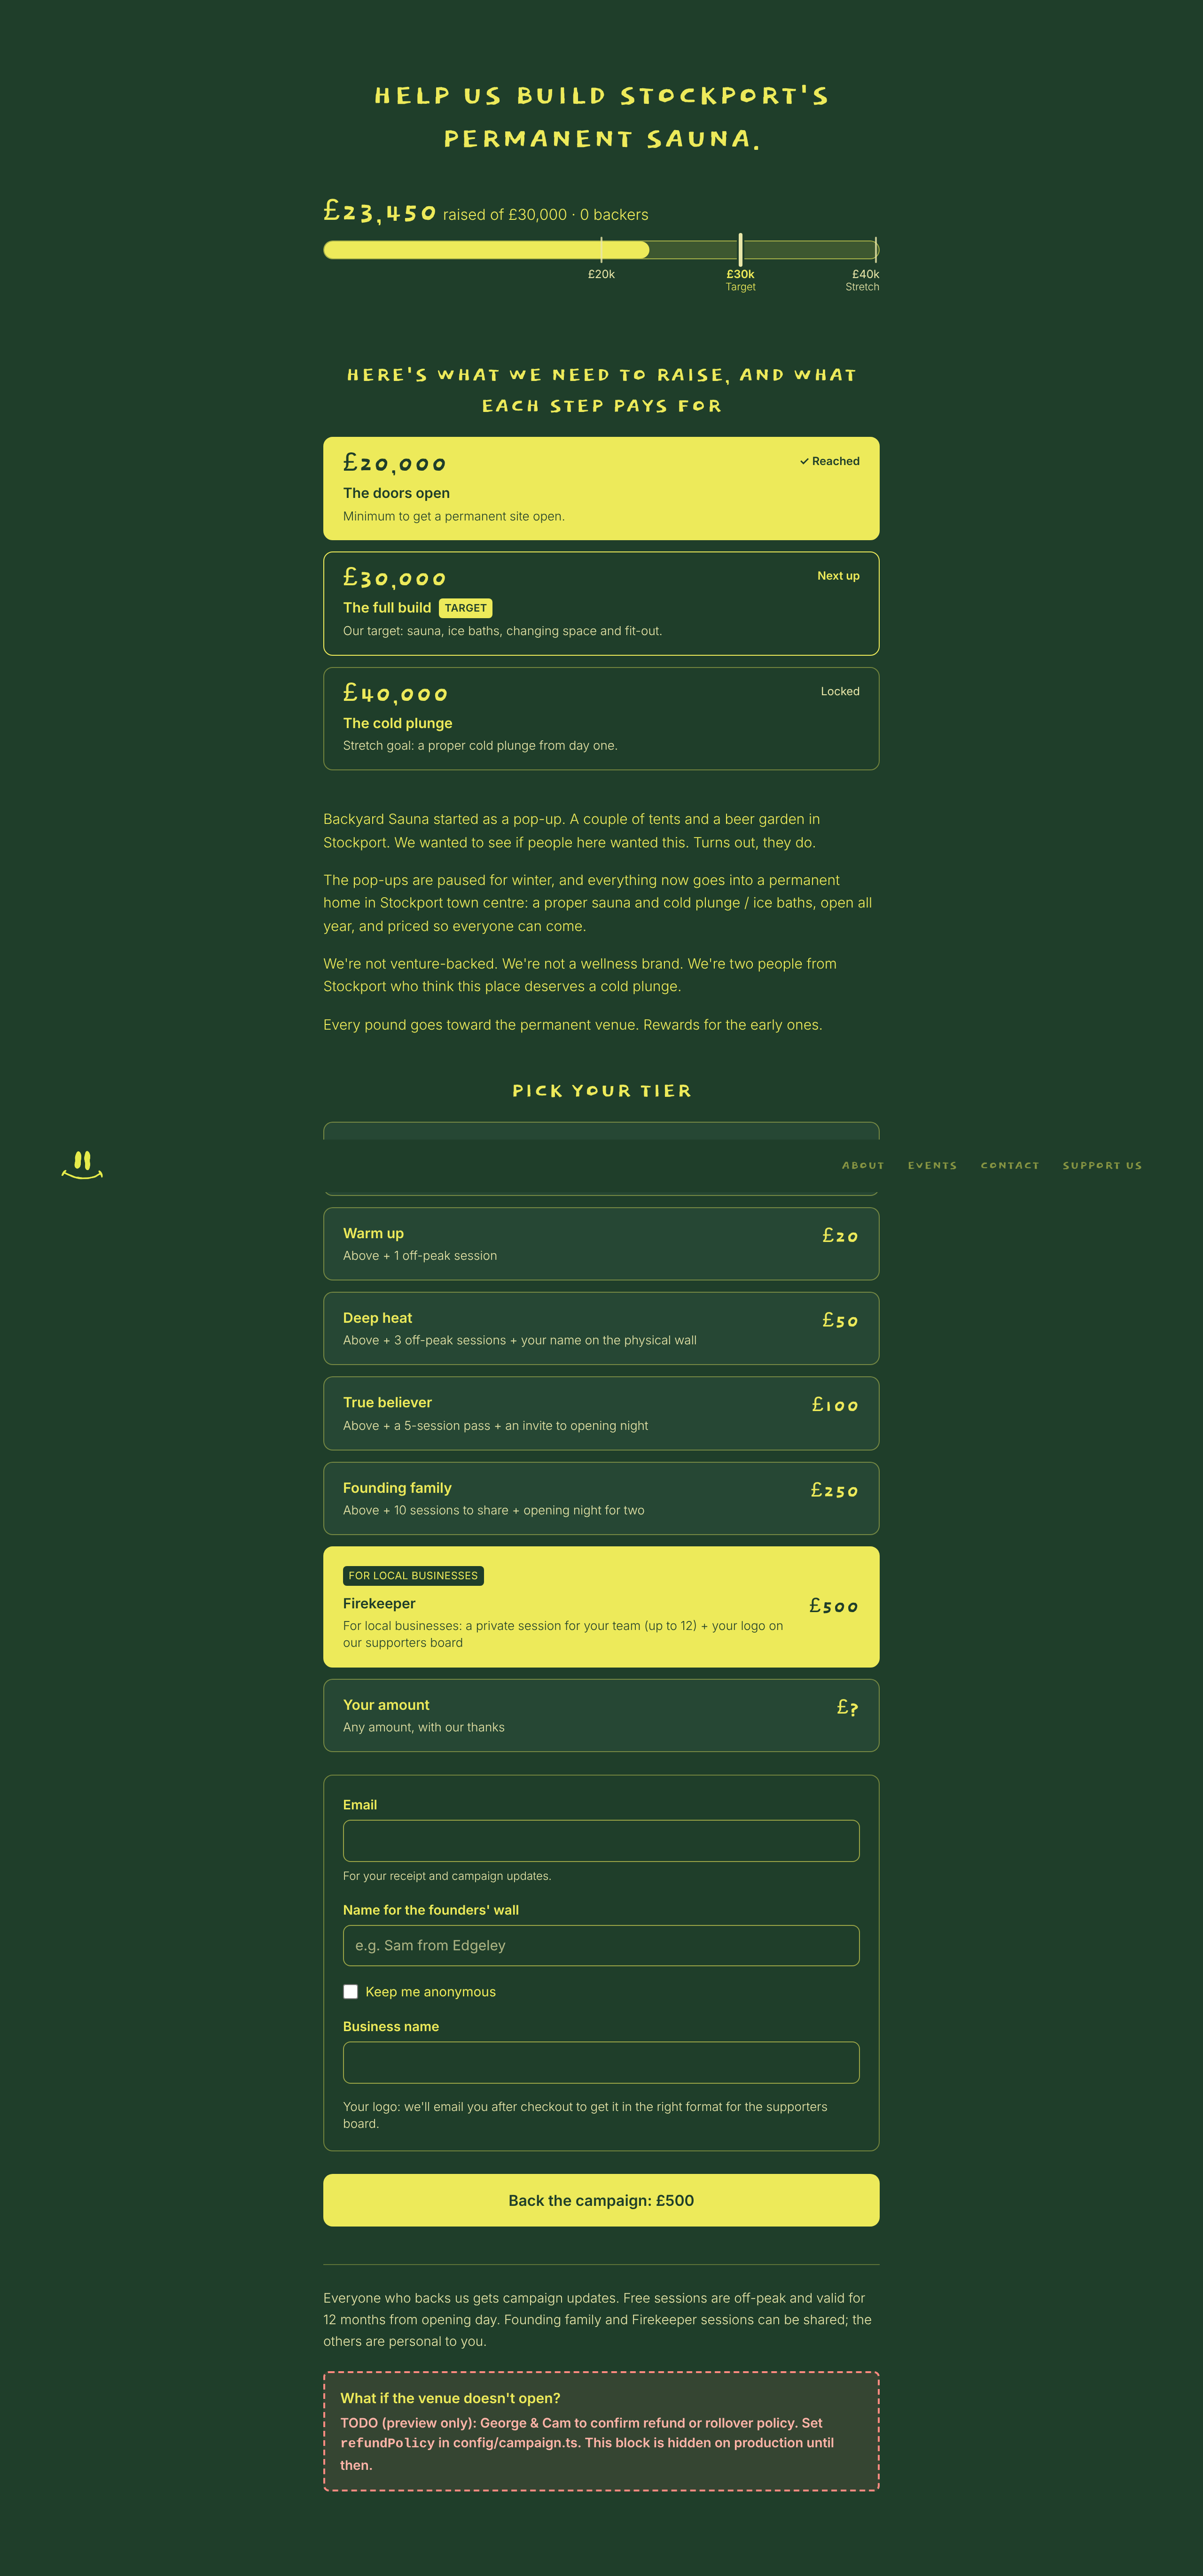 HELP US BUILD STOCKPORT'S
PERMANENT SAUNA.
£23,450 raised of £30,000 · 0 backers
£20k
£30k
£40k
Target
Stretch
HERE'S WHAT WE NEED TO RAISE, AND WHAT
EACH STEP PAYS FOR
£20,000
✓ Reached
The doors open
Minimum to get a permanent site open.
£30,000
Next up
The full build TARGET
Our target: sauna, ice baths, changing space and fit-out.
£40,000
Locked
The cold plunge
Stretch goal: a proper cold plunge from day one.
Backyard Sauna started as a pop-up. A couple of tents and a beer garden in
Stockport. We wanted to see if people here wanted this. Turns out, they do.
The pop-ups are paused for winter, and everything now goes into a permanent
home in Stockport town centre: a proper sauna and cold plunge / ice baths, open all
year, and priced so everyone can come.
We're not venture-backed. We're not a wellness brand. We're two people from
Stockport who think this place deserves a cold plunge.
Every pound goes toward the permanent venue. Rewards for the early ones.
PICK YOUR TIER
ABOUT EVENTS CONTACT SUPPORT US
Warm up
£20
Above + 1 off-peak session
Deep heat
£50
Above + 3 off-peak sessions + your name on the physical wall
True believer
£100
Above + a 5-session pass + an invite to opening night
Founding family
£250
Above + 10 sessions to share + opening night for two
FOR LOCAL BUSINESSES
Firekeeper
£500
For local businesses: a private session for your team (up to 12) + your logo on
our supporters board
Your amount
£?
Any amount, with our thanks
Email
For your receipt and campaign updates.
Name for the founders' wall
e.g. Sam from Edgeley
Keep me anonymous
Business name
Your logo: we'll email you after checkout to get it in the right format for the supporters
board.
Back the campaign: £500
Everyone who backs us gets campaign updates. Free sessions are off-peak and valid for
12 months from opening day. Founding family and Firekeeper sessions can be shared; the
others are personal to you.
What if the venue doesn't open?
TODO (preview only): George & Cam to confirm refund or rollover policy. Set
refundPolicy in config/campaign.ts. This block is hidden on production until
then.